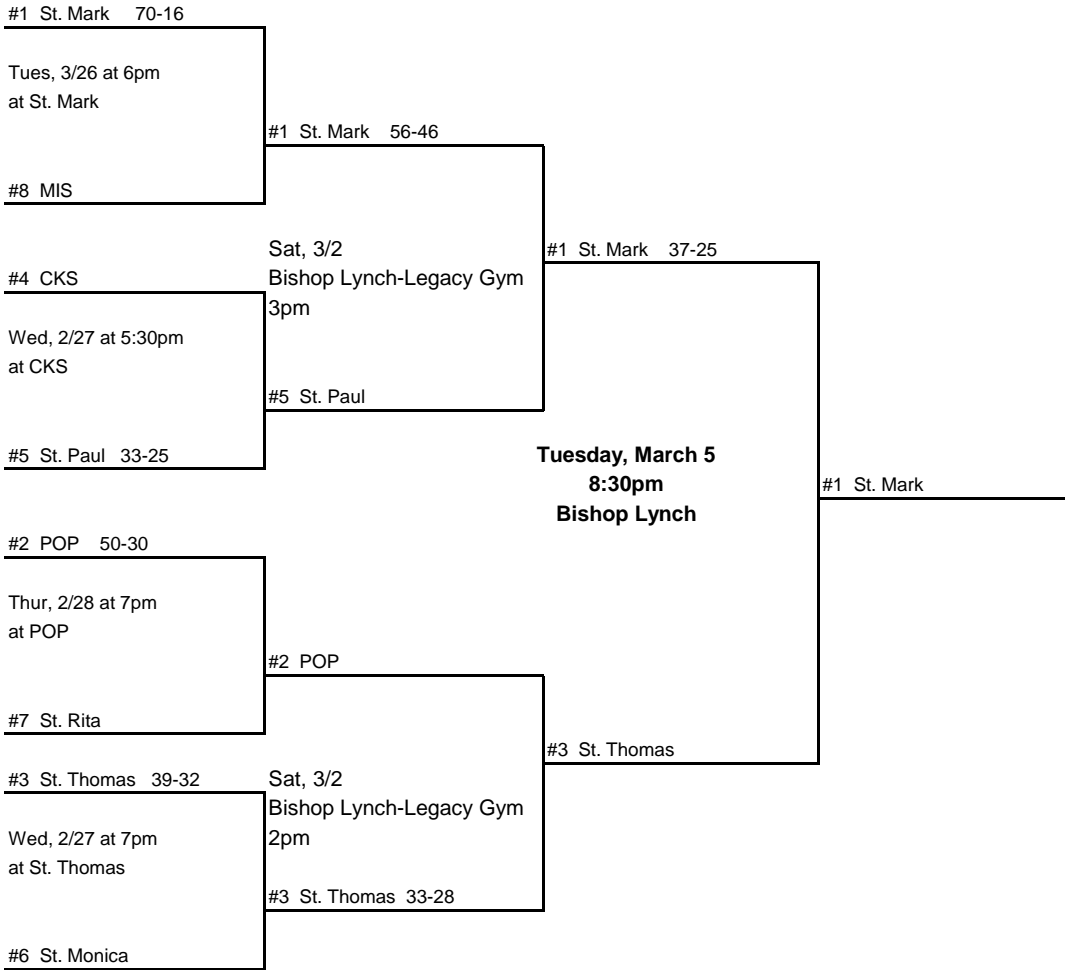 #1 St. Mark 70-16
Tues, 3/26 at 6pm
at St. Mark
#1 St. Mark 56-46
#8 MIS
Sat, 3/2
Bishop Lynch-Legacy Gym
3pm
#1 St. Mark 37-25
#4 CKS
Wed, 2/27 at 5:30pm
at CKS
#5 St. Paul
#5 St. Paul 33-25
Tuesday, March 5
8:30pm
Bishop Lynch
#1 St. Mark
#2 POP 50-30
Thur, 2/28 at 7pm
at POP
#2 POP
#7 St. Rita
#3 St. Thomas
#3 St. Thomas 39-32
Sat, 3/2
Bishop Lynch-Legacy Gym
2pm
Wed, 2/27 at 7pm
at St. Thomas
#3 St. Thomas 33-28
#6 St. Monica